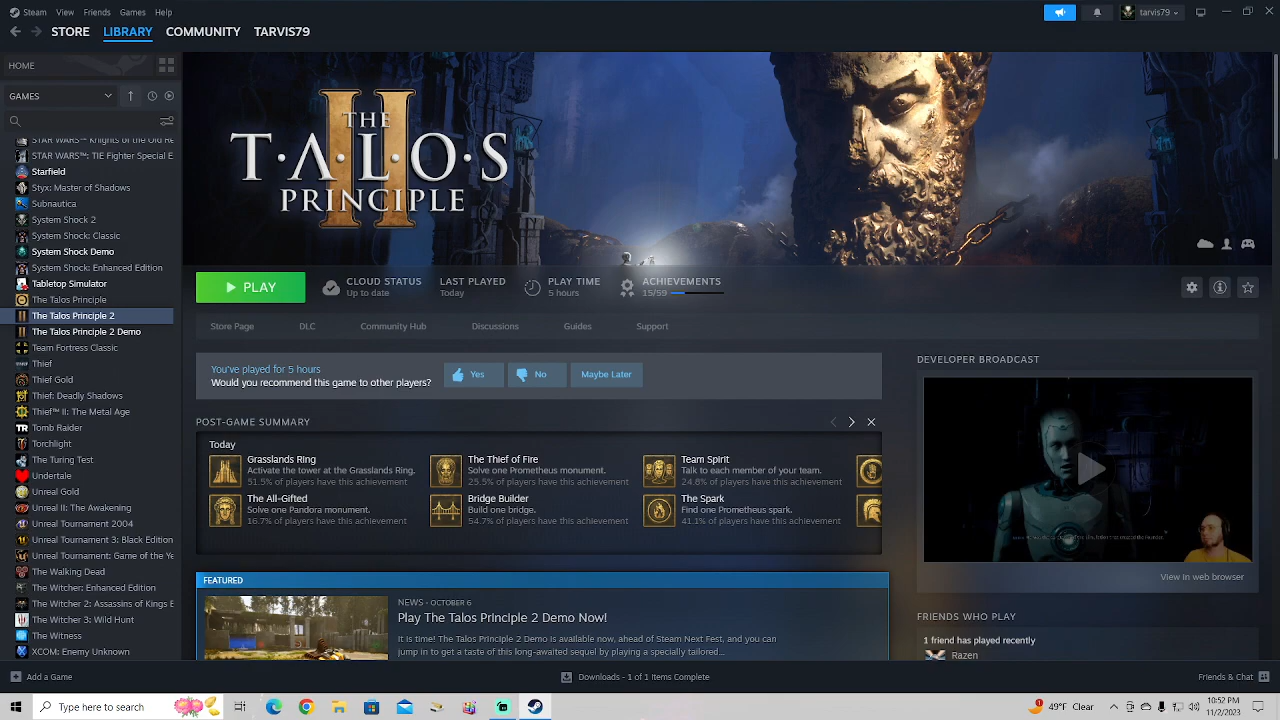 Steam View Friends Games Help
tarvis79
STORE LIBRARY COMMUNITY TARVIS79
HOME
GAMES
STAR WARS™: TIE Fighter Special E
Starfield
Styx: Master of Shadows
Subnautica
System Shock 2
System Shock: Classic
System Shock Demo
System Shock: Enhanced Edition
Tabletop Simulator
The Talos Principle
The Talos Principle 2
The Talos Principle 2 Demo
Team Fortress Classic
Thief
Thief Gold
Thief: Deadly Shadows
Thief™ II: The Metal Age
Tomb Raider
Torchlight
The Turing Test
Undertale
Unreal Gold
Unreal II: The Awakening
Unreal Tournament 2004
Unreal Tournament 3: Black Edition
Unreal Tournament: Game of the Ye
The Walking Dead
The Witcher: Enhanced Edition
The Witcher 2: Assassins of Kings E
The Witcher 3: Wild Hunt
The Witness
XCOM: Enemy Unknown
THE
TALOS
PRINCIPLE
II
PLAY
CLOUD STATUS
Up to date
LAST PLAYED
Today
PLAY TIME
5 hours
ACHIEVEMENTS
15/59
Store Page DLC Community Hub Discussions Guides Support
You've played for 5 hours
Would you recommend this game to other players?
Yes No Maybe Later
POST-GAME SUMMARY
Today
Grasslands Ring
Activate the tower at the Grasslands Ring.
51.5% of players have this achievement
The Thief of Fire
Solve one Prometheus monument.
25.5% of players have this achievement
Team Spirit
Talk to each member of your team.
24.8% of players have this achievement
The All-Gifted
Solve one Pandora monument.
16.7% of players have this achievement
Bridge Builder
Build one bridge.
54.7% of players have this achievement
The Spark
Find one Prometheus spark.
41.1% of players have this achievement
FEATURED
NEWS - OCTOBER 6
Play The Talos Principle 2 Demo Now!
It is time! The Talos Principle 2 Demo is available now, ahead of Steam Next Fest, and you can
jump in to get a taste of this long-awaited sequel by playing a specially tailored...
DEVELOPER BROADCAST
View in web browser
FRIENDS WHO PLAY
1 friend has played recently
Razen
Add a Game
Downloads - 1 of 1 Items Complete
Friends & Chat
Type here to search
49°F Clear
10:52 PM
11/2/2023